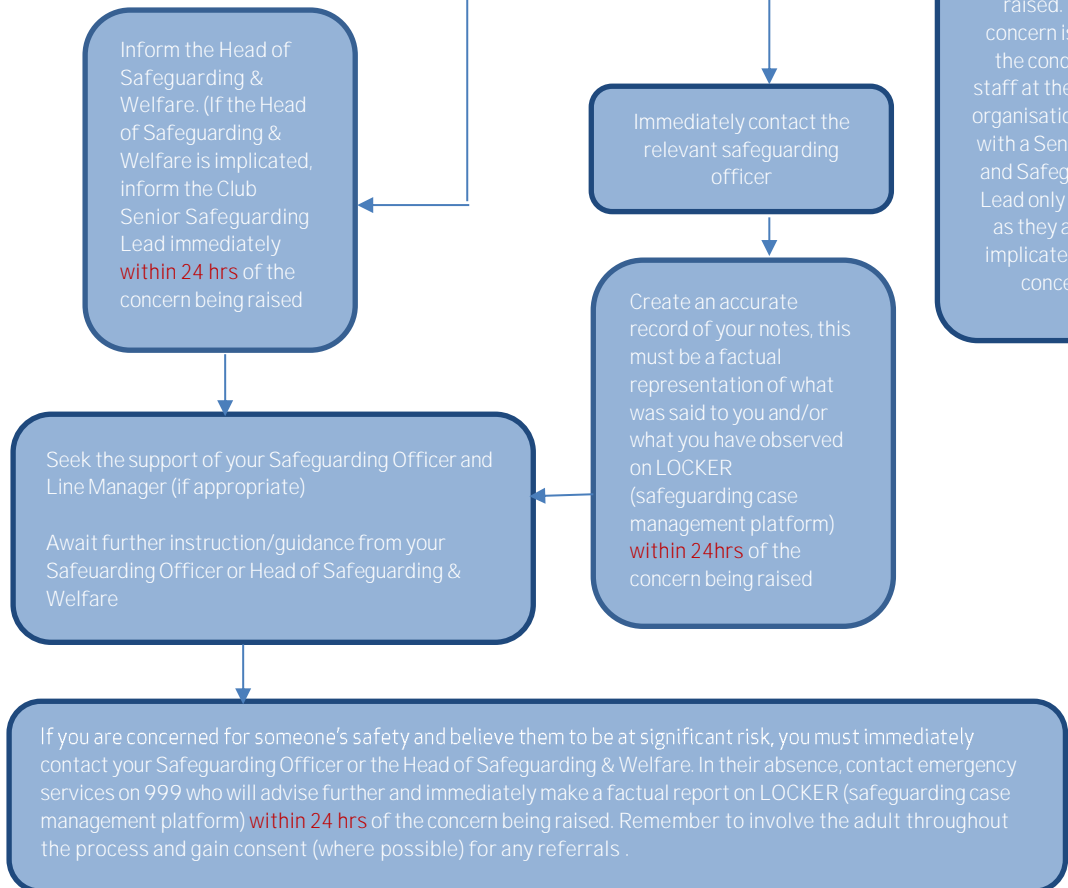 Inform the Head of
Safeguarding &
Welfare. (If the Head
of Safeguarding &
Welfare is implicated,
inform the Club
Senior Safeguarding
Lead immediately
within 24 hrs of the
concern being raised
Immediately contact the
relevant safeguarding
officer
Create an accurate
record of your notes, this
must be a factual
representation of what
was said to you and/or
what you have observed
on LOCKER
(safeguarding case
management platform)
within 24hrs of the
concern being raised
raised.
concern
the
staff at the
with a
and
Lead only
as they
Seek the support of your Safeguarding Officer and
Line Manager (if appropriate)
Await further instruction/guidance from your
Safeuarding Officer or Head of Safeguarding &
Welfare
If you are concerned for someone's safety and believe them to be at significant risk, you must immediately
contact your Safeguarding Officer or the Head of Safeguarding & Welfare. In their absence, contact emergency
services on 999 who will advise further and immediately make a factual report on LOCKER (safeguarding case
management platform) within 24 hrs of the concern being raised. Remember to involve the adult throughout
the process and gain consent (where possible) for any referrals .